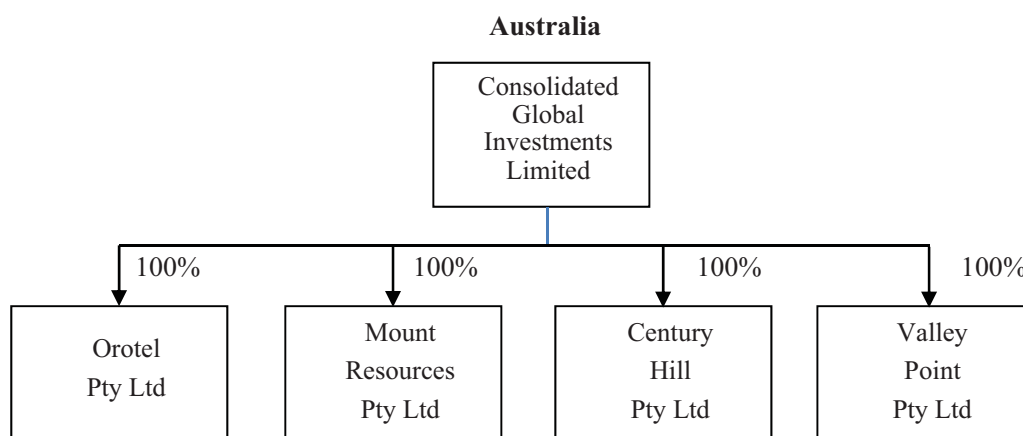 Australia
Consolidated
Global
Investments
Limited
100%
100%
100%
100%
Orotel
Pty Ltd
Mount
Resources
Pty Ltd
Century
Hill
Pty Ltd
Valley
Point
Pty Ltd